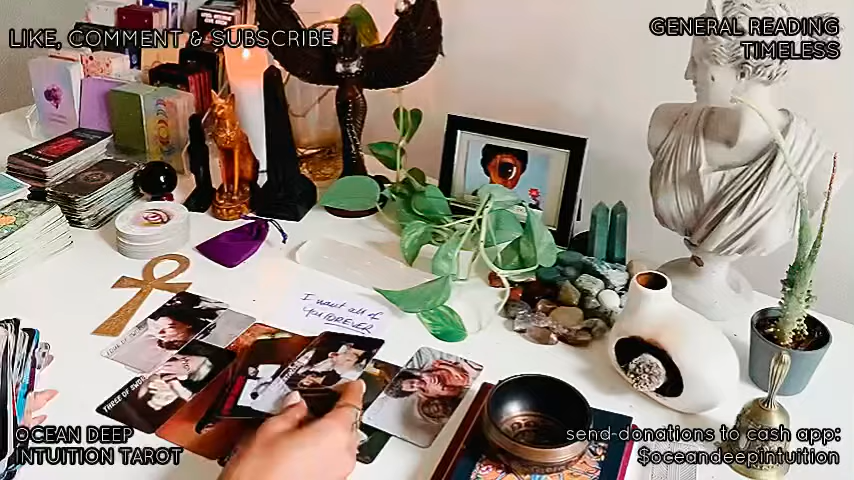 LIKE, COMMENT & SUBSCRIBE
GENERAL READING
TIMELESS
I want all of
you FOREVER
THREE OF SWORDS
OCEAN DEEP
INTUITION TAROT
send donations to cash app:
$oceandeepintuition